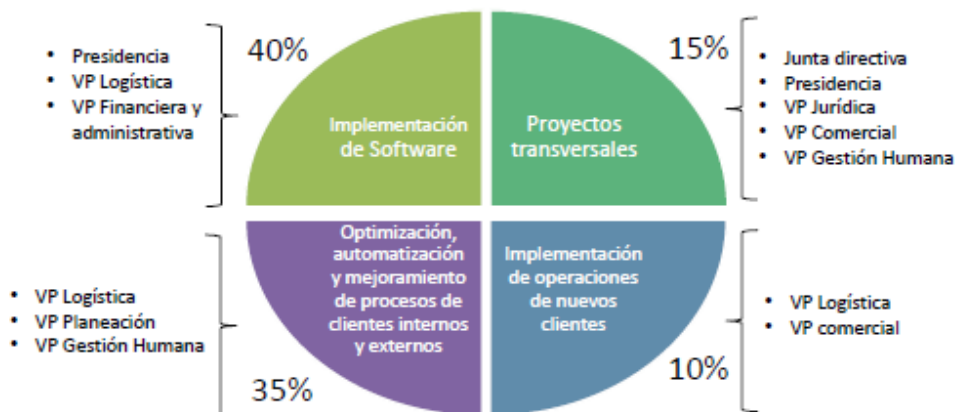 40%
• Presidencia
• VP Logística
• VP Financiera y
administrativa
Implementación
de Software
15%
Proyectos
transversales
• Junta directiva
• Presidencia
• VP Jurídica
• VP Comercial
• VP Gestión Humana
• VP Logística
• VP Planeación
• VP Gestión Humana
Optimización,
automatización
y mejoramiento
de procesos de
clientes internos
y externos
35%
Implementación
de operaciones
de nuevos
clientes
• VP Logística
• VP comercial
10%